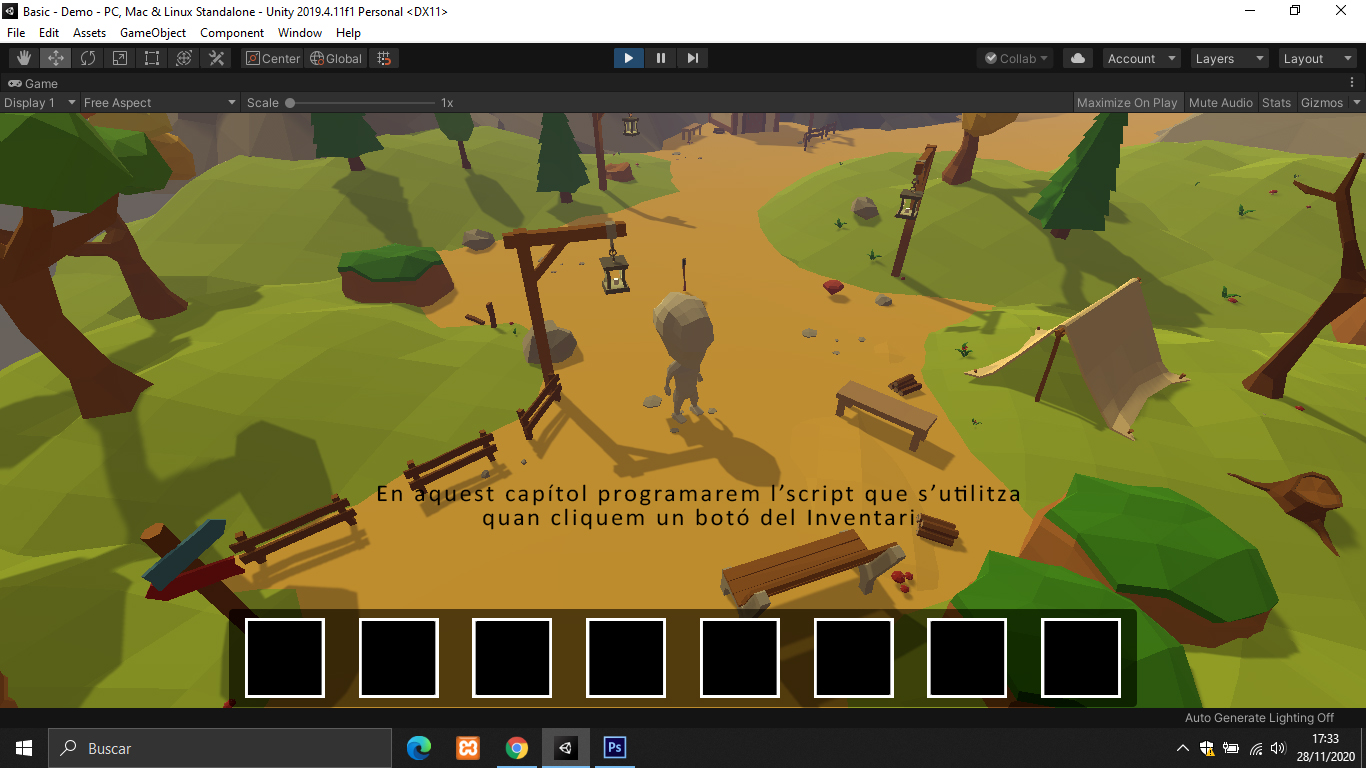 Basic - Demo - PC, Mac & Linux Standalone - Unity 2019.4.11f1 Personal <DX11>
File Edit Assets GameObject Component Window Help
Center Global Collab Account Layers Layout
Game
Display 1 Free Aspect Scale 1x Maximize On Play Mute Audio Stats Gizmos
En aquest capítol programarem l’script que s’utilitza
quan cliquem un botó del Inventari.
Auto Generate Lighting Off
Buscar
Ps
17:33
28/11/2020